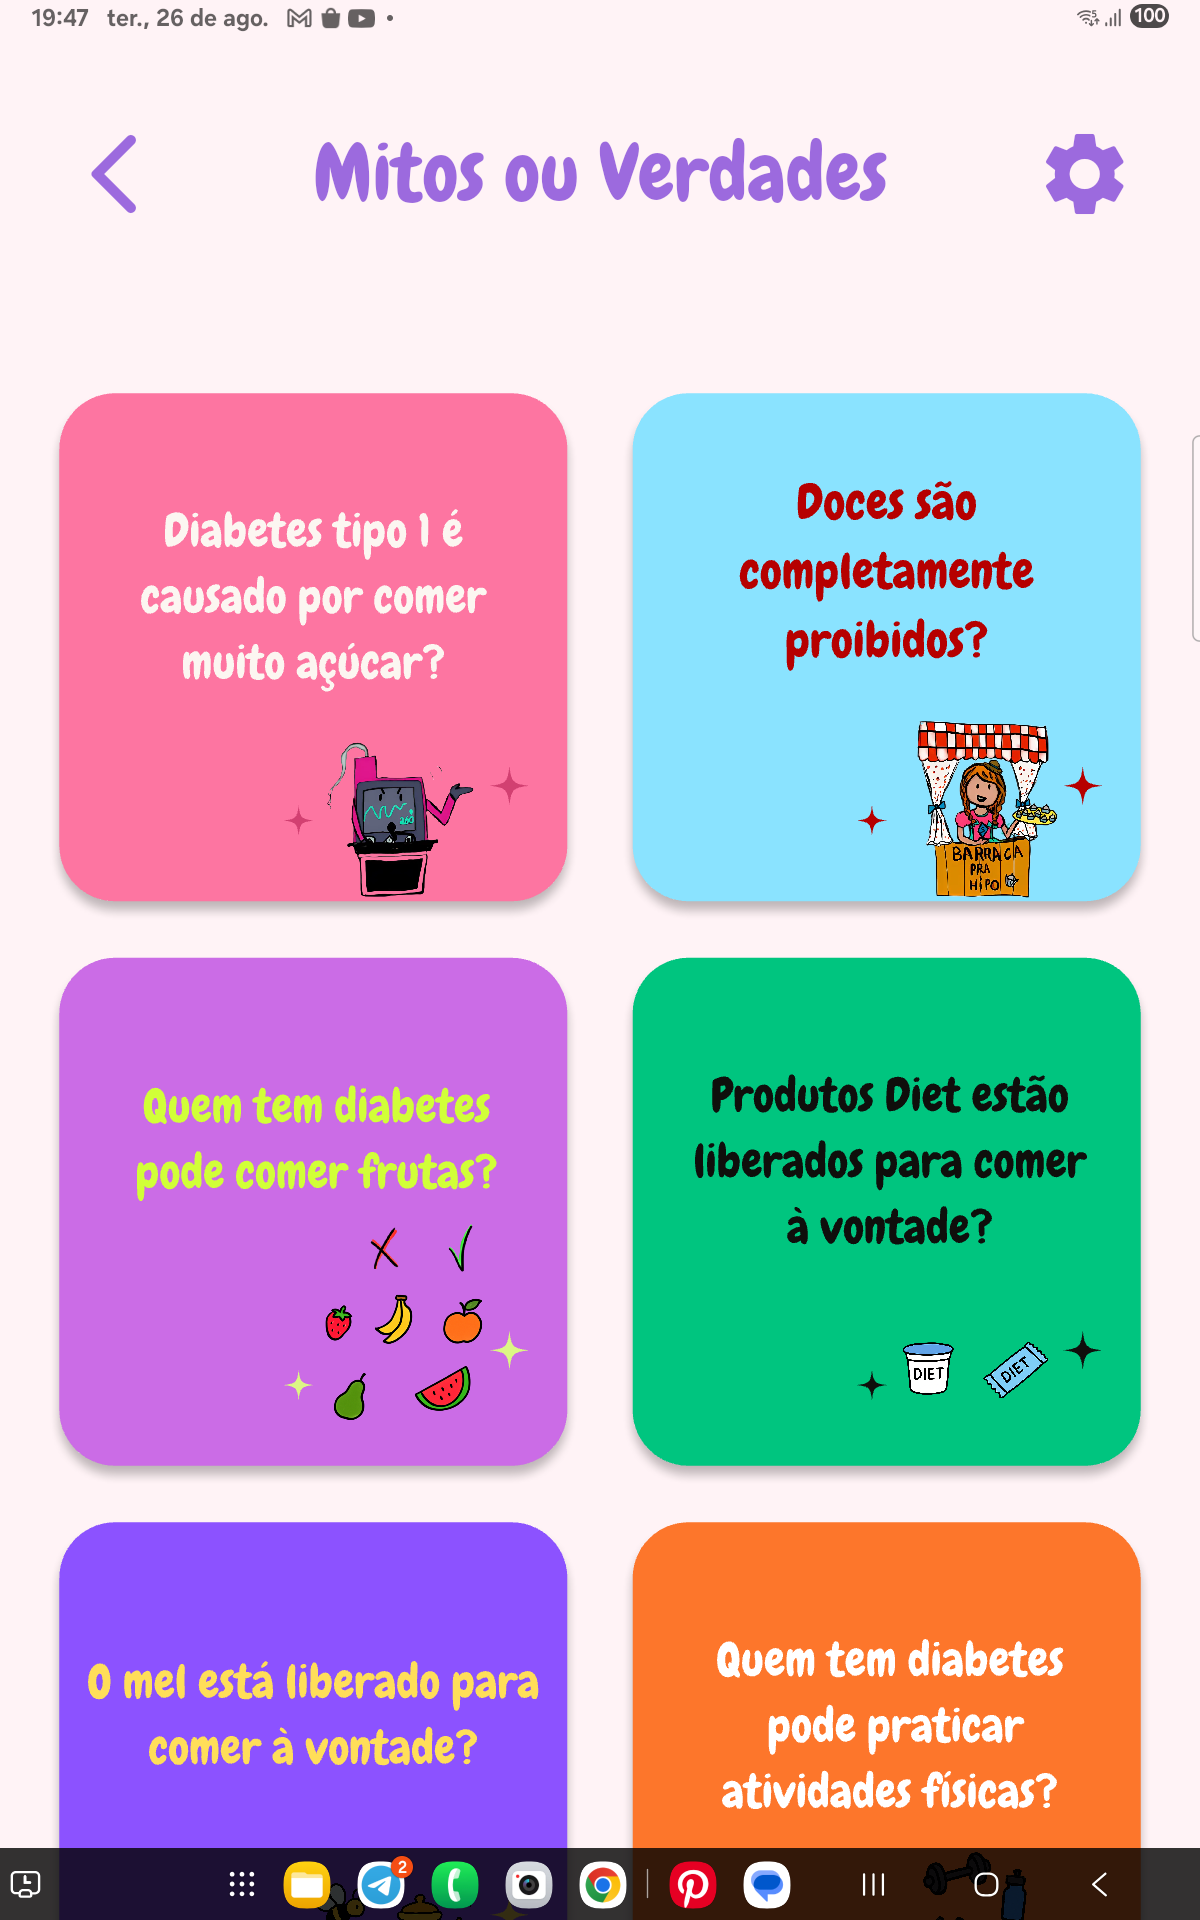 19:47 ter., 26 de ago.
5
100
Mitos ou Verdades
Diabetes tipo 1 é
causado por comer
muito açúcar?
Doces são
completamente
proibidos?
BARRACA
PRA
HIPO
Quem tem diabetes
pode comer frutas?
Produtos Diet estão
liberados para comer
à vontade?
DIET
DIET
O mel está liberado para
comer à vontade?
Quem tem diabetes
pode praticar
atividades físicas?
2